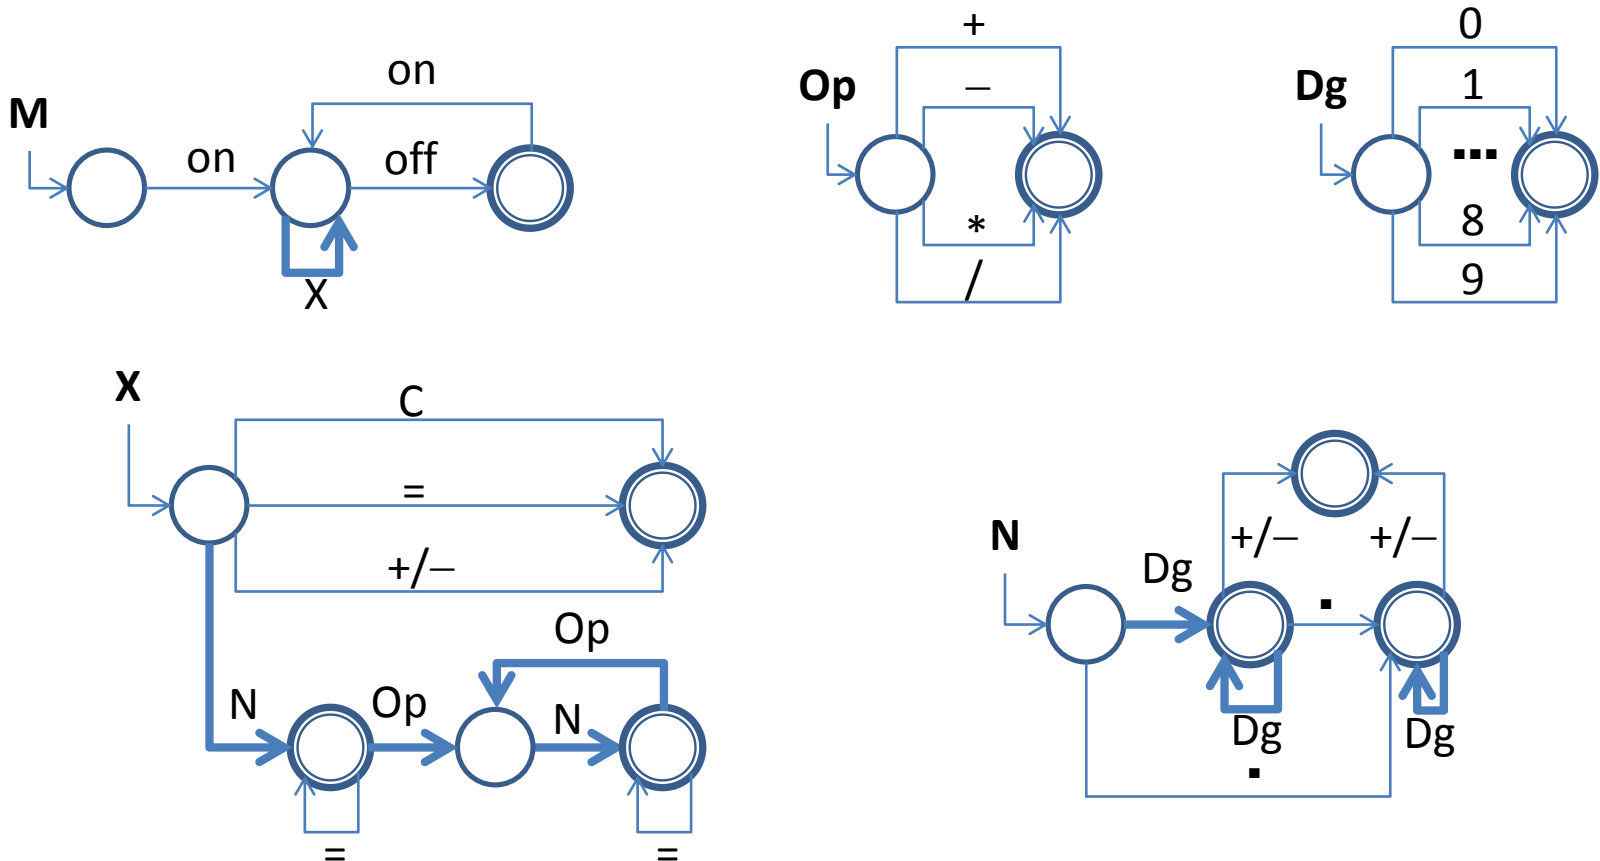 M
on
on
off
X
Op
+
–
*
/
Dg
0
1
...
8
9
X
C
=
+/–
N
Op
Op
N
=
=
N
Dg
+/–
+/–
.
Dg
Dg
.